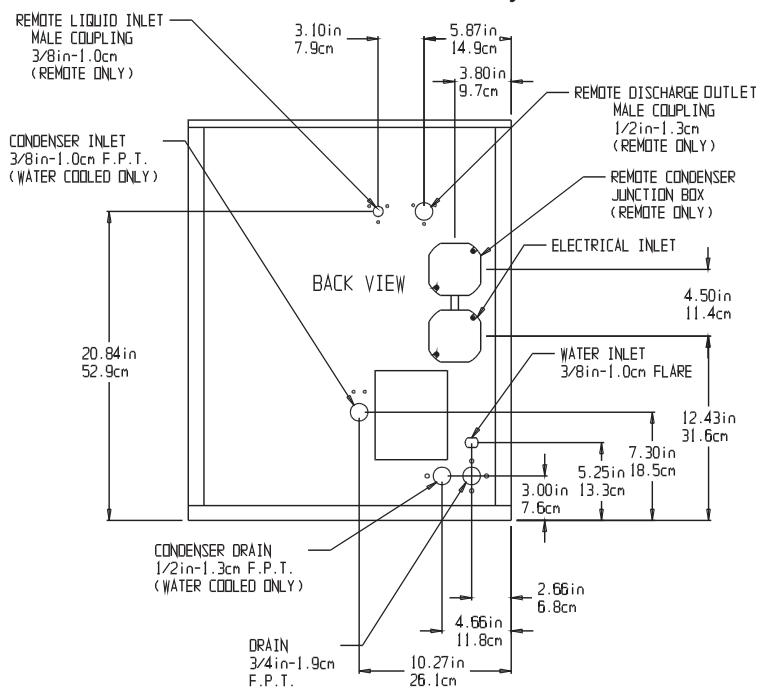 REMOTE LIQUID INLET
MALE COUPLING
3/8in-1.0cm
(REMOTE ONLY)
3.10in
7.9cm
5.87in
14.9cm
3.80in
9.7cm
REMOTE DISCHARGE OUTLET
MALE COUPLING
1/2in-1.3cm
(REMOTE ONLY)
CONDENSER INLET
3/8in-1.0cm F.P.T.
(WATER COOLED ONLY)
REMOTE CONDENSER
JUNCTION BOX
(REMOTE ONLY)
ELECTRICAL INLET
BACK VIEW
4.50in
11.4cm
20.84in
52.9cm
WATER INLET
3/8in-1.0cm FLARE
12.43in
31.6cm
7.30in
18.5cm
5.25in
13.3cm
3.00in
7.6cm
CONDENSER DRAIN
1/2in-1.3cm F.P.T.
(WATER COOLED ONLY)
2.66in
6.8cm
4.66in
11.8cm
DRAIN
3/4in-1.9cm
F.P.T.
10.27in
26.1cm